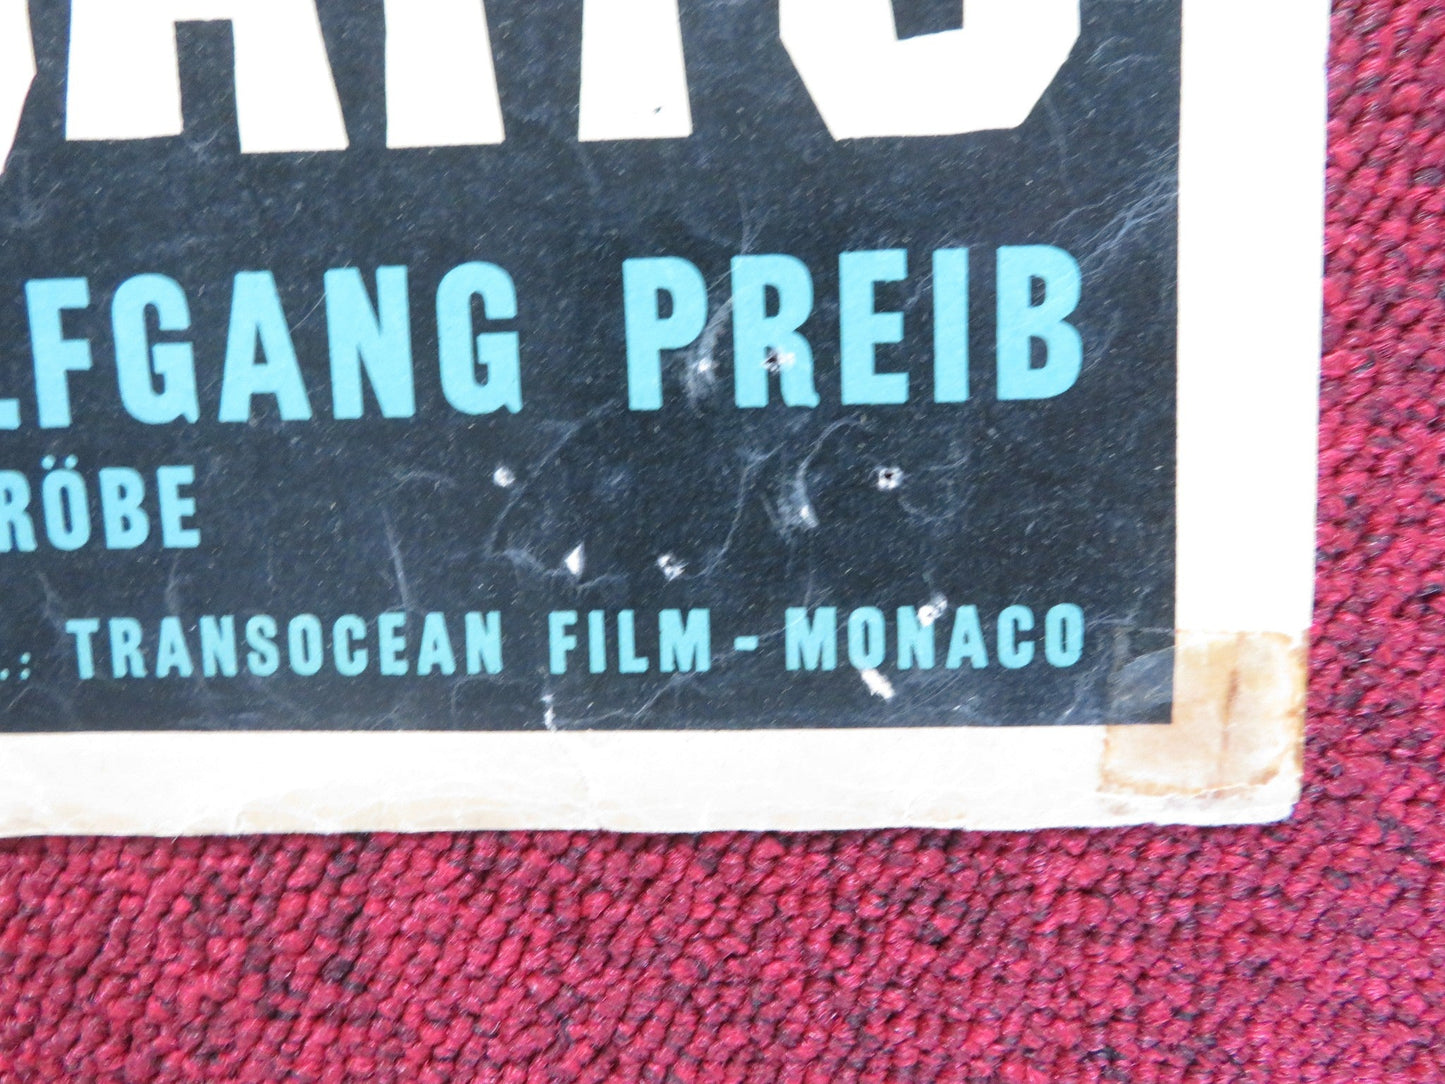 LFGANG PREIB
RÖBE
.: TRANSOCEAN FILM - MONACO